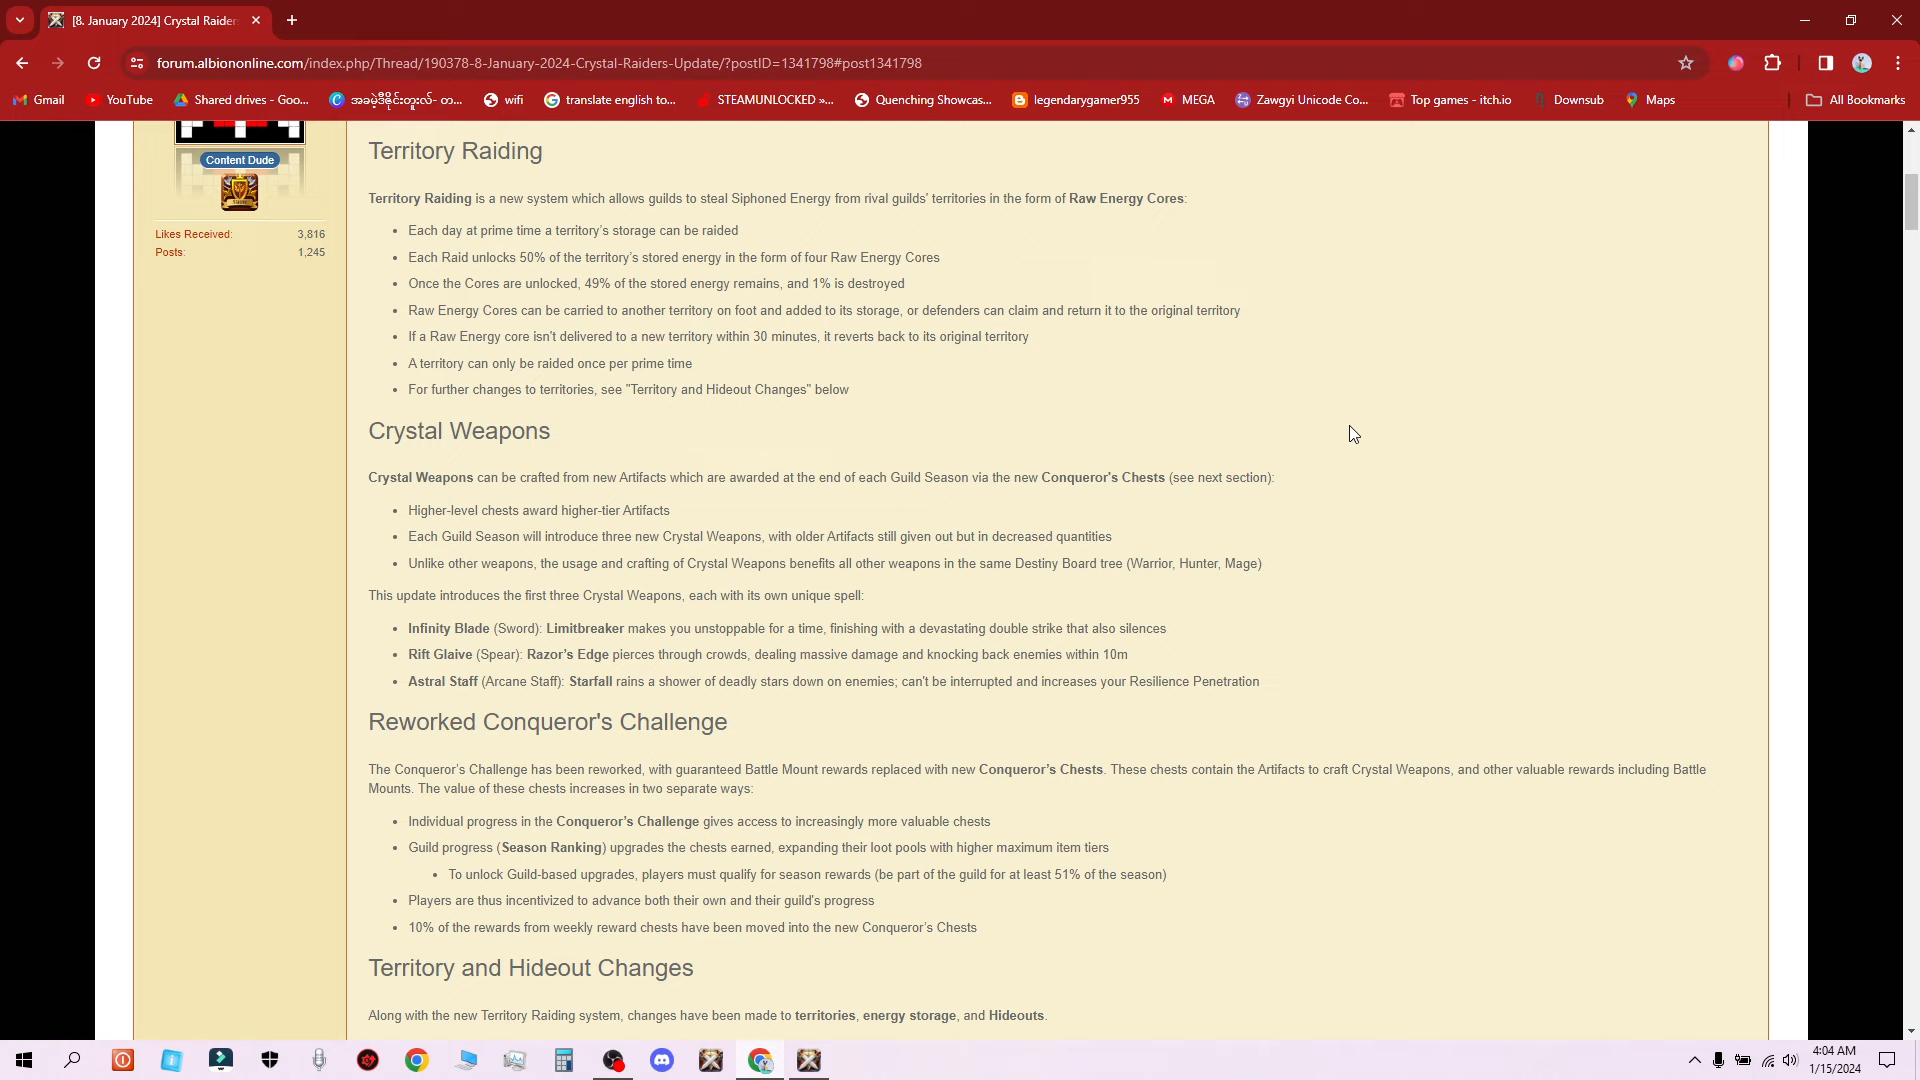 [8. January 2024] Crystal Raider
forum.albiononline.com/index.php/Thread/190378-8-January-2024-Crystal-Raiders-Update/?postID=1341798#post1341798
Gmail YouTube Shared drives - Goo... အခမဲ့ဒီဇိုင်းတူးလ်- တ... wifi translate english to... STEAMUNLOCKED »... Quenching Showcas... legendarygamer955 MEGA Zawgyi Unicode Co... Top games - itch.io Downsub Maps All Bookmarks
Content Dude
Likes Received: 3,816
Posts: 1,245
Territory Raiding
Territory Raiding is a new system which allows guilds to steal Siphoned Energy from rival guilds' territories in the form of Raw Energy Cores:
• Each day at prime time a territory's storage can be raided
• Each Raid unlocks 50% of the territory's stored energy in the form of four Raw Energy Cores
• Once the Cores are unlocked, 49% of the stored energy remains, and 1% is destroyed
• Raw Energy Cores can be carried to another territory on foot and added to its storage, or defenders can claim and return it to the original territory
• If a Raw Energy core isn't delivered to a new territory within 30 minutes, it reverts back to its original territory
• A territory can only be raided once per prime time
• For further changes to territories, see "Territory and Hideout Changes" below
Crystal Weapons
Crystal Weapons can be crafted from new Artifacts which are awarded at the end of each Guild Season via the new Conqueror's Chests (see next section):
• Higher-level chests award higher-tier Artifacts
• Each Guild Season will introduce three new Crystal Weapons, with older Artifacts still given out but in decreased quantities
• Unlike other weapons, the usage and crafting of Crystal Weapons benefits all other weapons in the same Destiny Board tree (Warrior, Hunter, Mage)
This update introduces the first three Crystal Weapons, each with its own unique spell:
• Infinity Blade (Sword): Limitbreaker makes you unstoppable for a time, finishing with a devastating double strike that also silences
• Rift Glaive (Spear): Razor's Edge pierces through crowds, dealing massive damage and knocking back enemies within 10m
• Astral Staff (Arcane Staff): Starfall rains a shower of deadly stars down on enemies; can't be interrupted and increases your Resilience Penetration
Reworked Conqueror's Challenge
The Conqueror's Challenge has been reworked, with guaranteed Battle Mount rewards replaced with new Conqueror's Chests. These chests contain the Artifacts to craft Crystal Weapons, and other valuable rewards including Battle
Mounts. The value of these chests increases in two separate ways:
• Individual progress in the Conqueror's Challenge gives access to increasingly more valuable chests
• Guild progress (Season Ranking) upgrades the chests earned, expanding their loot pools with higher maximum item tiers
• To unlock Guild-based upgrades, players must qualify for season rewards (be part of the guild for at least 51% of the season)
• Players are thus incentivized to advance both their own and their guild's progress
• 10% of the rewards from weekly reward chests have been moved into the new Conqueror's Chests
Territory and Hideout Changes
Along with the new Territory Raiding system, changes have been made to territories, energy storage, and Hideouts.
4:04 AM
1/15/2024